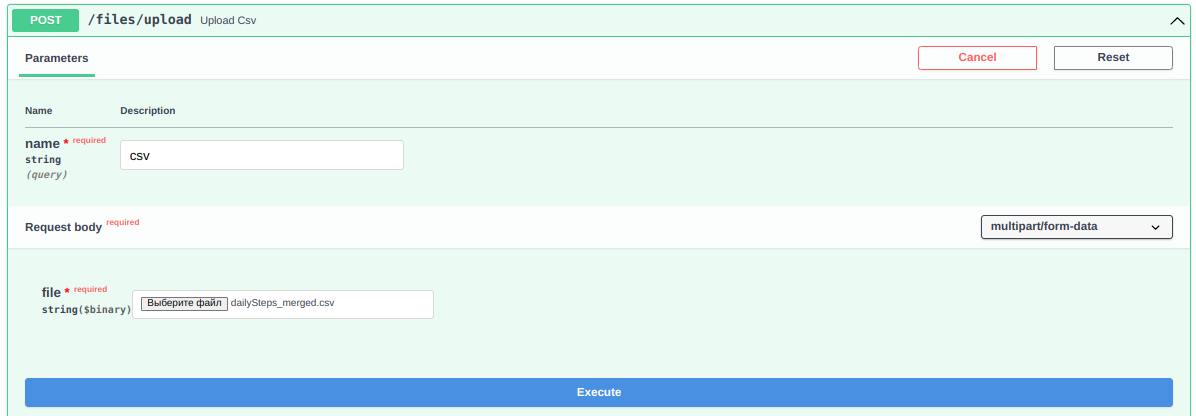 POST /files/upload Upload Csv
Parameters Cancel Reset
Name Description
name * required
string
(query)
csv
Request body required multipart/form-data
file * required
string($binary)
Выберите файл dailySteps_merged.csv
Execute